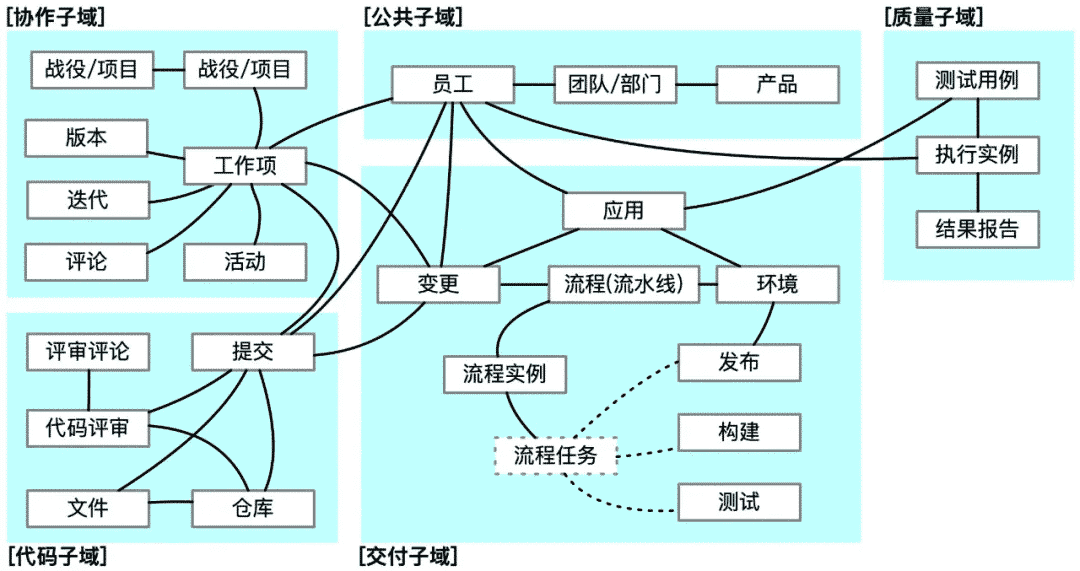 [协作子域]
[公共子域]
[质量子域]
战役/项目
战役/项目
版本
工作项
迭代
评论
活动
员工
团队/部门
产品
测试用例
执行实例
结果报告
应用
变更
流程(流水线)
环境
流程实例
发布
流程任务
构建
测试
评审评论
提交
代码评审
文件
仓库
[代码子域]
[交付子域]